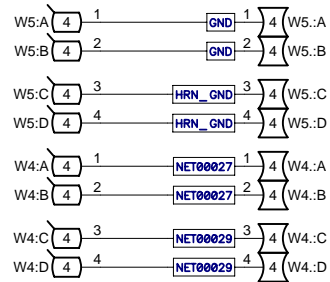 W5:A 4 1 GND 1 4 W5.:A
W5:B 4 2 GND 2 4 W5.:B
W5:C 4 3 HRN_GND 3 4 W5.:C
W5:D 4 4 HRN_GND 4 4 W5.:D
W4:A 4 1 NET00027 1 4 W4.:A
W4:B 4 2 NET00027 2 4 W4.:B
W4:C 4 3 NET00029 3 4 W4.:C
W4:D 4 4 NET00029 4 4 W4.:D